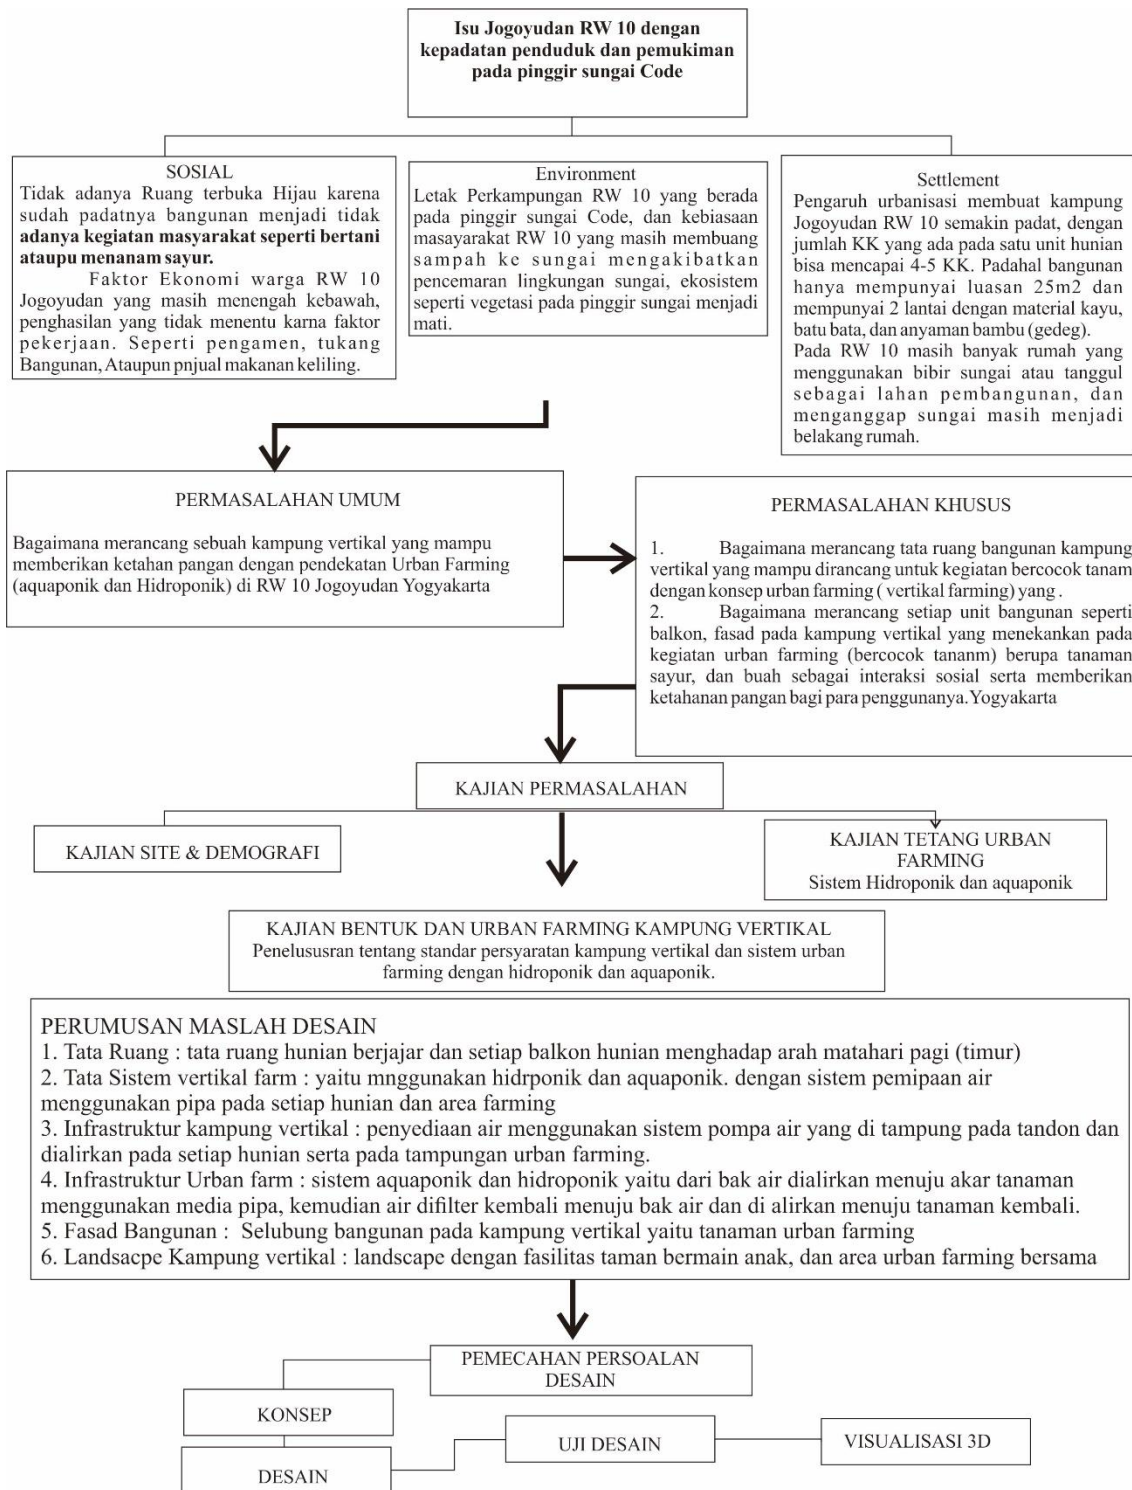 Isu Jogoyudan RW 10 dengan
kepadatan penduduk dan pemukiman
pada pinggir sungai Code
SOSIAL
Tidak adanya Ruang terbuka Hijau karena
sudah padatnya bangunan menjadi tidak
adanya kegiatan masyarakat seperti bertani
ataupu menanam sayur.
Faktor Ekonomi warga RW 10
Jogoyudan yang masih menengah kebawah,
penghasilan yang tidak menentu karna faktor
pekerjaan. Seperti pengamen, tukang
Bangunan, Ataupun pnjual makanan keliling.
Environment
Letak Perkampungan RW 10 yang berada
pada pinggir sungai Code, dan kebiasaan
masayarakat RW 10 yang masih membuang
sampah ke sungai mengakibatkan
pencemaran lingkungan sungai, ekosistem
seperti vegetasi pada pinggir sungai menjadi
mati.
Settlement
Pengaruh urbanisasi membuat kampung
Jogoyudan RW 10 semakin padat, dengan
jumlah KK yang ada pada satu unit hunian
bisa mencapai 4-5 KK. Padahal bangunan
hanya mempunyai luasan 25m2 dan
mempunyai 2 lantai dengan material kayu,
batu bata, dan anyaman bambu (gedeg).
Pada RW 10 masih banyak rumah yang
menggunakan bibir sungai atau tanggul
sebagai lahan pembangunan, dan
menganggap sungai masih menjadi
belakang rumah.
PERMASALAHAN UMUM
Bagaimana merancang sebuah kampung vertikal yang mampu
memberikan ketahan pangan dengan pendekatan Urban Farming
(aquaponik dan Hidroponik) di RW 10 Jogoyudan Yogyakarta
PERMASALAHAN KHUSUS
1. Bagaimana merancang tata ruang bangunan kampung
vertikal yang mampu dirancang untuk kegiatan bercocok tanam
dengan konsep urban farming ( vertikal farming) yang .
2. Bagaimana merancang setiap unit bangunan seperti
balkon, fasad pada kampung vertikal yang menekankan pada
kegiatan urban farming (bercocok tananm) berupa tanaman
sayur, dan buah sebagai interaksi sosial serta memberikan
ketahanan pangan bagi para penggunanya.Yogyakarta
KAJIAN PERMASALAHAN
KAJIAN SITE & DEMOGRAFI
KAJIAN TETANG URBAN
FARMING
Sistem Hidroponik dan aquaponik
KAJIAN BENTUK DAN URBAN FARMING KAMPUNG VERTIKAL
Penelususran tentang standar persyaratan kampung vertikal dan sistem urban
farming dengan hidroponik dan aquaponik.
PERUMUSAN MASLAH DESAIN
1. Tata Ruang : tata ruang hunian berjajar dan setiap balkon hunian menghadap arah matahari pagi (timur)
2. Tata Sistem vertikal farm : yaitu mnggunakan hidrponik dan aquaponik. dengan sistem pemipaan air
menggunakan pipa pada setiap hunian dan area farming
3. Infrastruktur kampung vertikal : penyediaan air menggunakan sistem pompa air yang di tampung pada tandon dan
dialirkan pada setiap hunian serta pada tampungan urban farming.
4. Infrastruktur Urban farm : sistem aquaponik dan hidroponik yaitu dari bak air dialirkan menuju akar tanaman
menggunakan media pipa, kemudian air difilter kembali menuju bak air dan di alirkan menuju tanaman kembali.
5. Fasad Bangunan : Selubung bangunan pada kampung vertikal yaitu tanaman urban farming
6. Landsacpe Kampung vertikal : landscape dengan fasilitas taman bermain anak, dan area urban farming bersama
PEMECAHAN PERSOALAN
DESAIN
KONSEP
DESAIN
UJI DESAIN
VISUALISASI 3D